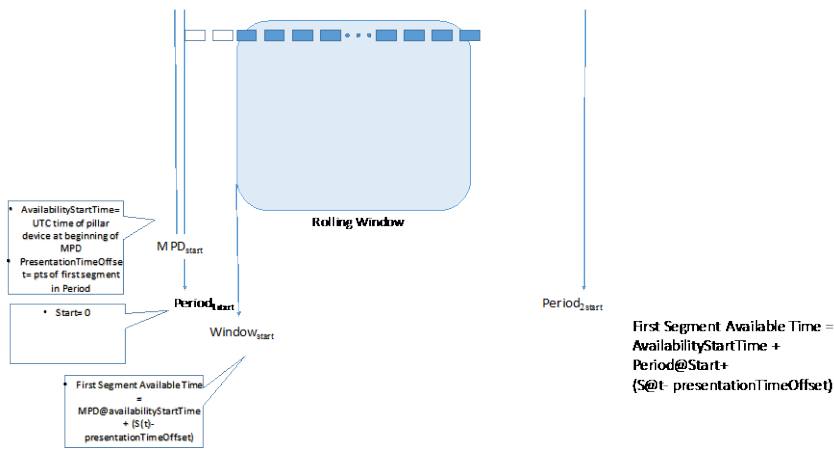 Rolling Window
• AvailabilityStartTime=
UTC time of pillar
device at beginning of
MPD
• PresentationTimeOffse
t= pts of first segment
in Period
MPDstart
Period1start
Period2start
• Start= 0
Windowstart
First Segment Available Time =
AvailabilityStartTime +
Period@Start+
(S@t- presentationTimeOffset)
• First Segment Available Time
=
MPD@availabilityStartTime
+ (S(t)-
presentationTimeOffset)